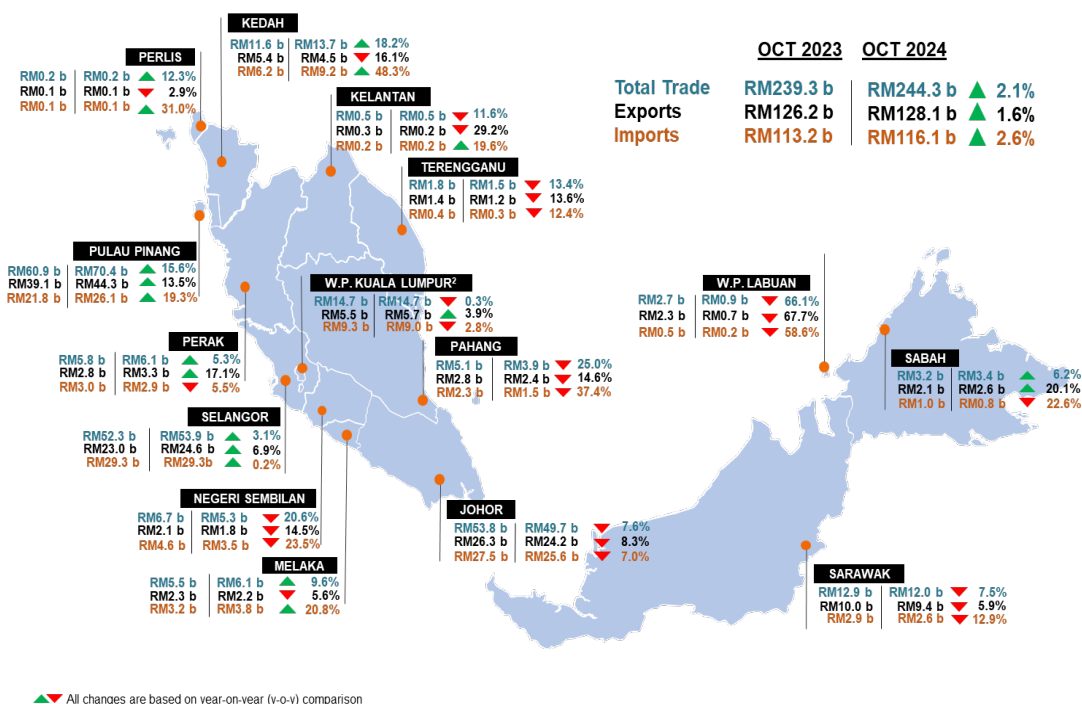 KEDAH
RM11.6 b RM13.7 b 18.2%
RM5.4 b RM4.5 b 16.1%
RM6.2 b RM9.2 b 48.3%
PERLIS
RM0.2 b RM0.2 b 12.3%
RM0.1 b RM0.1 b 2.9%
RM0.1 b RM0.1 b 31.0%
OCT 2023 OCT 2024
Total Trade RM239.3 b RM244.3 b 2.1%
Exports RM126.2 b RM128.1 b 1.6%
Imports RM113.2 b RM116.1 b 2.6%
KELANTAN
RM0.5 b RM0.5 b 11.6%
RM0.3 b RM0.2 b 29.2%
RM0.2 b RM0.2 b 19.6%
TERENGGANU
RM1.8 b RM1.5 b 13.4%
RM1.4 b RM1.2 b 13.6%
RM0.4 b RM0.3 b 12.4%
PULAU PINANG
RM60.9 b RM70.4 b 15.6%
RM39.1 b RM44.3 b 13.5%
RM21.8 b RM26.1 b 19.3%
W.P. KUALA LUMPUR²
RM14.7 b RM14.7 b 0.3%
RM5.5 b RM5.7 b 3.9%
RM9.3 b RM9.0 b 2.8%
W.P. LABUAN
RM2.7 b RM0.9 b 66.1%
RM2.3 b RM0.7 b 67.7%
RM0.5 b RM0.2 b 58.6%
PERAK
RM5.8 b RM6.1 b 5.3%
RM2.8 b RM3.3 b 17.1%
RM3.0 b RM2.9 b 5.5%
PAHANG
RM5.1 b RM3.9 b 25.0%
RM2.8 b RM2.4 b 14.6%
RM2.3 b RM1.5 b 37.4%
SABAH
RM3.2 b RM3.4 b 6.2%
RM2.1 b RM2.6 b 20.1%
RM1.0 b RM0.8 b 22.6%
SELANGOR
RM52.3 b RM53.9 b 3.1%
RM23.0 b RM24.6 b 6.9%
RM29.3 b RM29.3b 0.2%
NEGERI SEMBILAN
RM6.7 b RM5.3 b 20.6%
RM2.1 b RM1.8 b 14.5%
RM4.6 b RM3.5 b 23.5%
JOHOR
RM53.8 b RM49.7 b 7.6%
RM26.3 b RM24.2 b 8.3%
RM27.5 b RM25.6 b 7.0%
MELAKA
RM5.5 b RM6.1 b 9.6%
RM2.3 b RM2.2 b 5.6%
RM3.2 b RM3.8 b 20.8%
SARAWAK
RM12.9 b RM12.0 b 7.5%
RM10.0 b RM9.4 b 5.9%
RM2.9 b RM2.6 b 12.9%
All changes are based on year-on-year (y-o-y) comparison